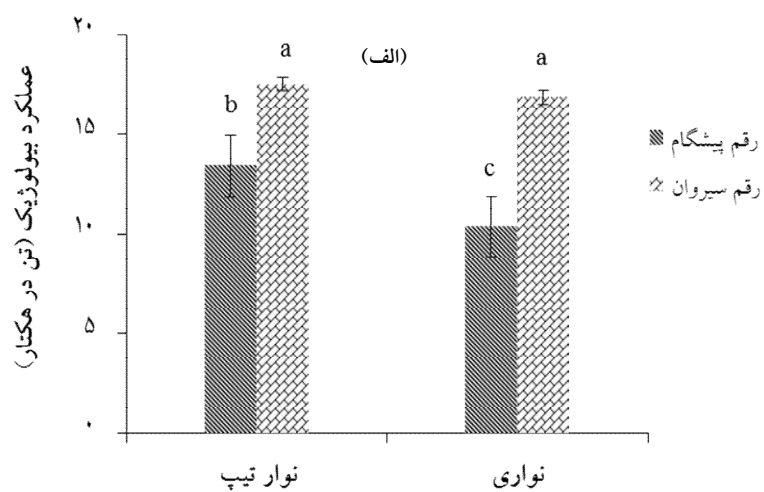 عملکرد بیولوژیک (تن در هکتار)
۲۰
۱۵
۱۰
۵
۰
(الف)
b
a
c
a
رقم پیشگام
رقم سیروان
نوار تیپ
نواری